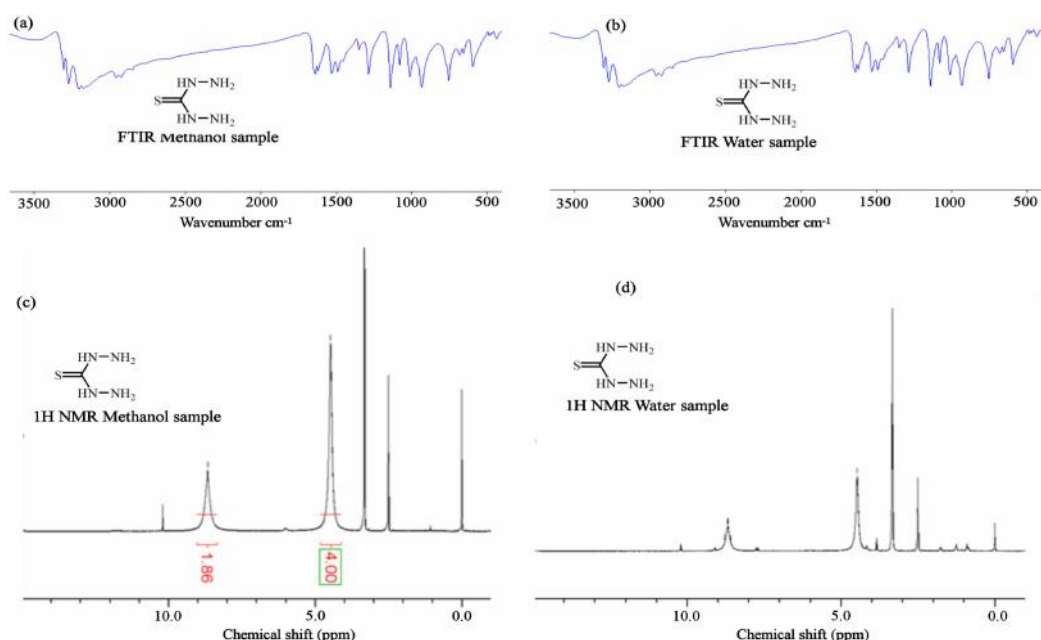 (a)
HN—NH₂
S=
HN—NH₂
FTIR Methanol sample
3500 3000 2500 2000 1500 1000 500
Wavenumber cm⁻¹
(b)
HN—NH₂
S=
HN—NH₂
FTIR Water sample
3500 3000 2500 2000 1500 1000 500
Wavenumber cm⁻¹
(c)
HN—NH₂
S=
HN—NH₂
1H NMR Methanol sample
1.86
4.00
10.0 5.0 0.0
Chemical shift (ppm)
(d)
HN—NH₂
S=
HN—NH₂
1H NMR Water sample
10.0 5.0 0.0
Chemical shift (ppm)